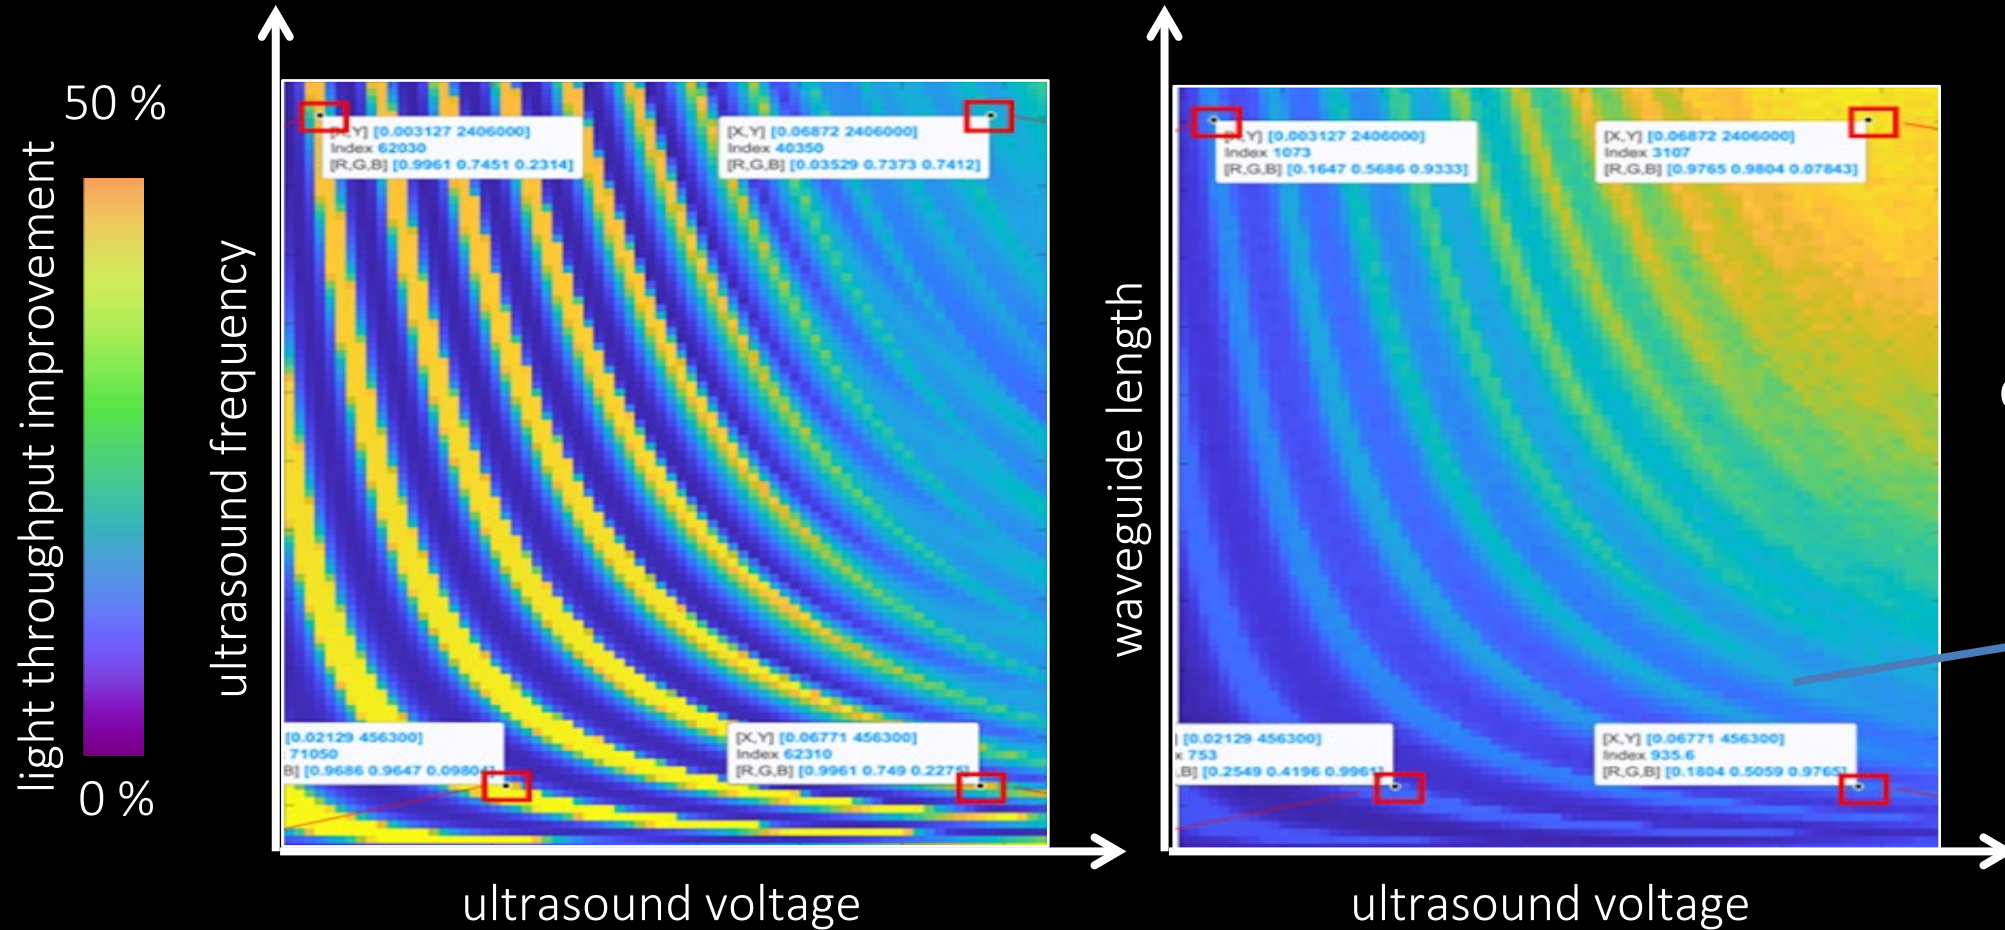 50 %
light throughput improvement
0 %
ultrasound frequency
[X,Y] [0.003127 2406000]
Index 62030
[R,G,B] [0.9961 0.7451 0.2314]
[X,Y] [0.06872 2406000]
Index 40350
[R,G,B] [0.03529 0.7373 0.7412]
[0.02129 456300]
71050
B] [0.9686 0.9647 0.09804]
[X,Y] [0.06771 456300]
Index 62310
[R,G,B] [0.9961 0.749 0.2275]
ultrasound voltage
waveguide length
Y] [0.003127 2406000]
Index 1073
[R,G,B] [0.1647 0.5686 0.9333]
[X,Y] [0.06872 2406000]
Index 3107
[R,G,B] [0.9765 0.9804 0.07843]
] [0.02129 456300]
x 753
,B] [0.2549 0.4196 0.9961]
[X,Y] [0.06771 456300]
Index 935.6
[R,G,B] [0.1804 0.5059 0.9765]
ultrasound voltage